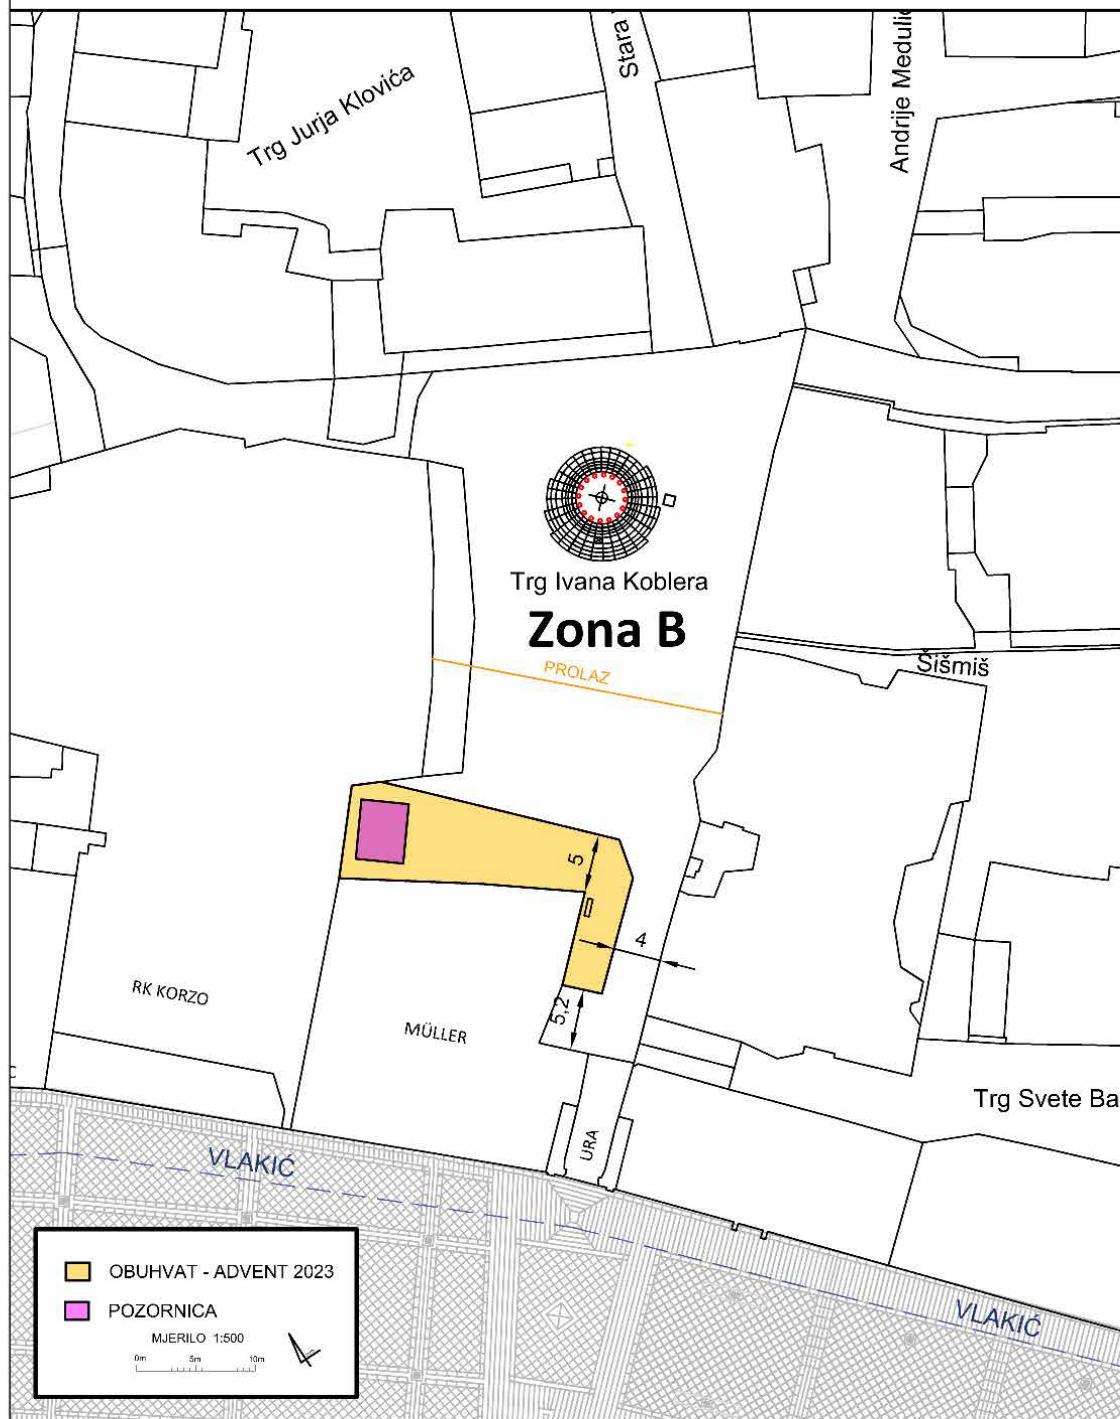 Trg Jurja Klovića
Stara
Andrije Medulić
Trg Ivana Koblera
Zona B
PROLAZ
Šišmiš
5
4
5,2
RK KORZO
MÜLLER
URA
Trg Svete Ba
VLAKIĆ
VLAKIĆ
OBUHVAT - ADVENT 2023
POZORNICA
MJERILO 1:500
0m 5m 10m